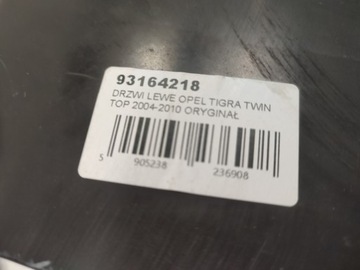 93164218
DRZWI LEWE OPEL TIGRA TWIN
TOP 2004-2010 ORYGINAŁ
5 905238 236908